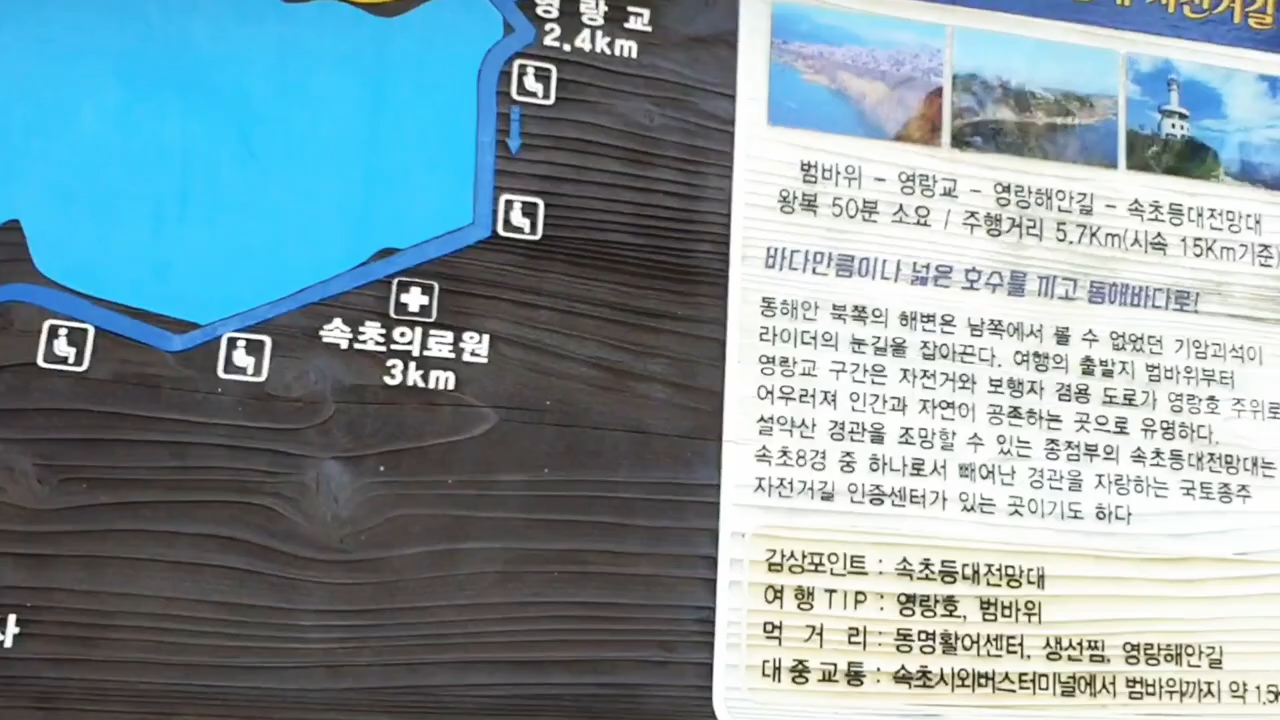 영랑교
2.4km
속초의료원
3km
자전거길
범바위 – 영랑교 – 영랑해안길 – 속초등대전망대
왕복 50분 소요 / 주행거리 5.7Km(시속 15Km기준)
바다만큼이나 넓은 호수를 끼고 동해바다로!
동해안 북쪽의 해변은 남쪽에서 볼 수 없었던 기암괴석이
라이더의 눈길을 잡아끈다. 여행의 출발지 범바위부터
영랑교 구간은 자전거와 보행자 겸용 도로가 영랑호 주위로
어우러져 인간과 자연이 공존하는 곳으로 유명하다.
설악산 경관을 조망할 수 있는 종점부의 속초등대전망대는
속초8경 중 하나로서 빼어난 경관을 자랑하는 국토종주
자전거길 인증센터가 있는 곳이기도 하다
감상포인트 : 속초등대전망대
여행TIP : 영랑호, 범바위
먹 거 리 : 동명활어센터, 생선찜, 영랑해안길
대중교통 : 속초시외버스터미널에서 범바위까지 약 1.5